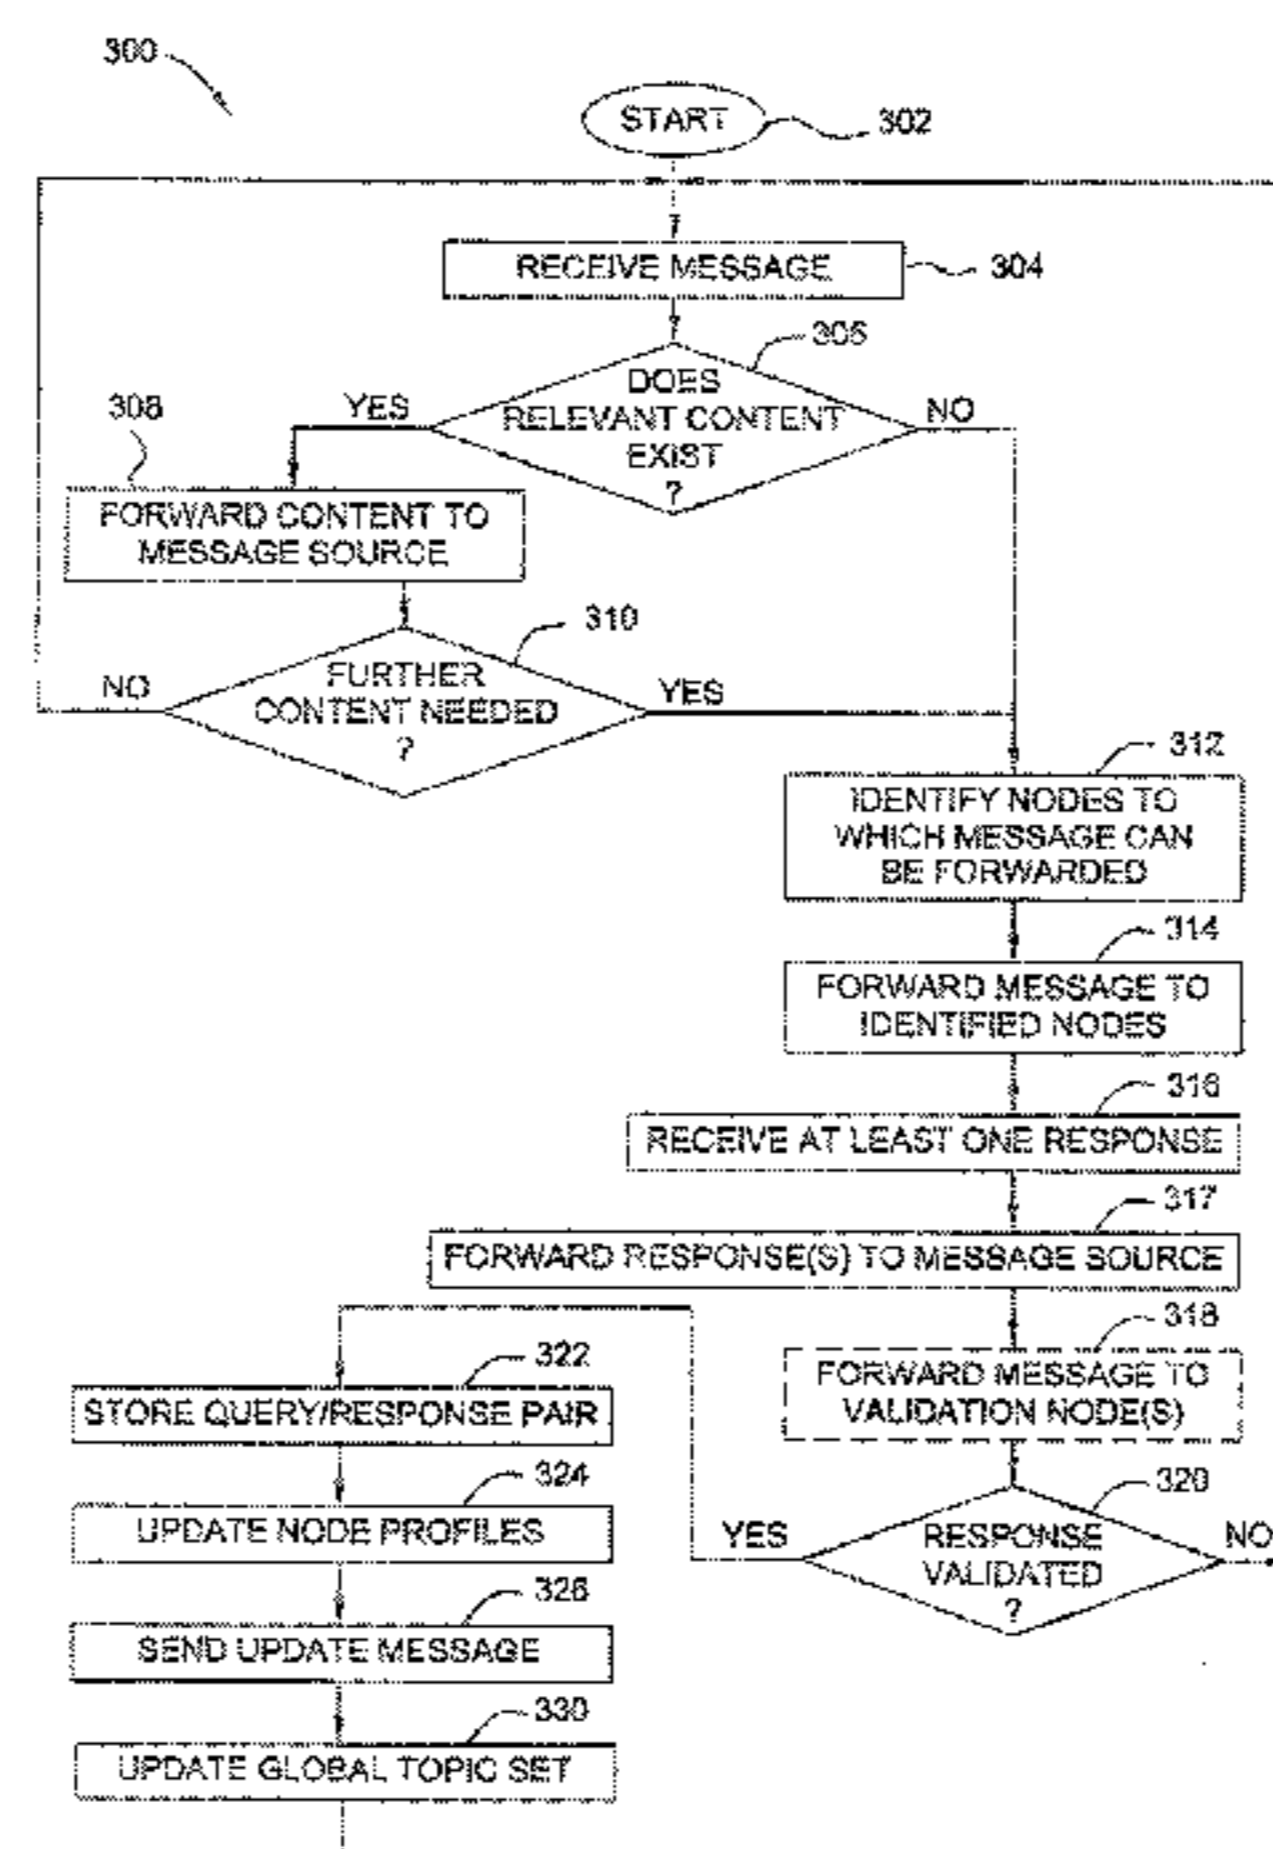 300
START
302
RECEIVE MESSAGE
304
306
DOES
RELEVANT CONTENT
EXIST
?
YES
NO
308
FORWARD CONTENT TO
MESSAGE SOURCE
310
FURTHER
CONTENT NEEDED
?
NO
YES
312
IDENTIFY NODES TO
WHICH MESSAGE CAN
BE FORWARDED
314
FORWARD MESSAGE TO
IDENTIFIED NODES
316
RECEIVE AT LEAST ONE RESPONSE
317
FORWARD RESPONSE(S) TO MESSAGE SOURCE
318
FORWARD MESSAGE TO
VALIDATION NODE(S)
320
RESPONSE
VALIDATED
?
YES
NO
322
STORE QUERY/RESPONSE PAIR
324
UPDATE NODE PROFILES
326
SEND UPDATE MESSAGE
330
UPDATE GLOBAL TOPIC SET